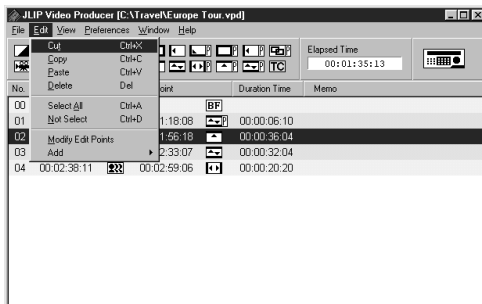 JLIP Video Producer [C:\Travel\Europe Tour.vpd]
File Edit View Preferences Window Help
Cut Ctrl+X
Copy Ctrl+C
Paste Ctrl+V
Delete Del
Select All Ctrl+A
Not Select Ctrl+D
Modify Edit Points
Add
P P P P
P P P TC
Elapsed Time
00:01:35:13
No. oint Duration Time Memo
00 BF
01 1:18:08 P 00:00:06:10
02 1:56:18 00:00:36:04
03 2:33:07 00:00:32:04
04 00:02:38:11 00:02:59:06 00:00:20:20